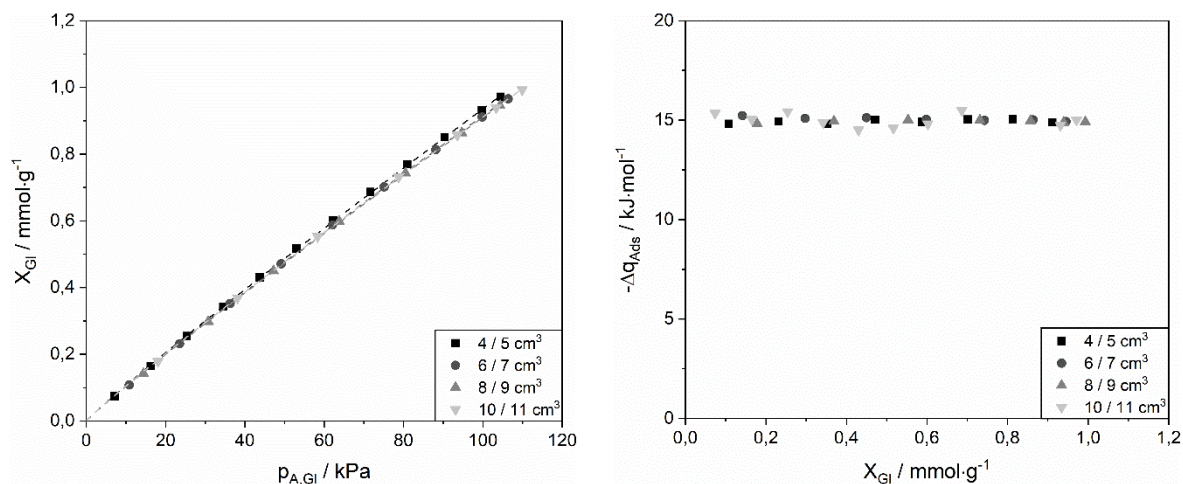 1,2
1,0
0,8
0,6
0,4
0,2
0,0
X_Gl / mmol·g⁻¹
0 20 40 60 80 100 120
p_A,Gl / kPa
4 / 5 cm³
6 / 7 cm³
8 / 9 cm³
10 / 11 cm³
20
15
10
5
0
-Δq_Ads / kJ·mol⁻¹
0,0 0,2 0,4 0,6 0,8 1,0 1,2
X_Gl / mmol·g⁻¹
4 / 5 cm³
6 / 7 cm³
8 / 9 cm³
10 / 11 cm³